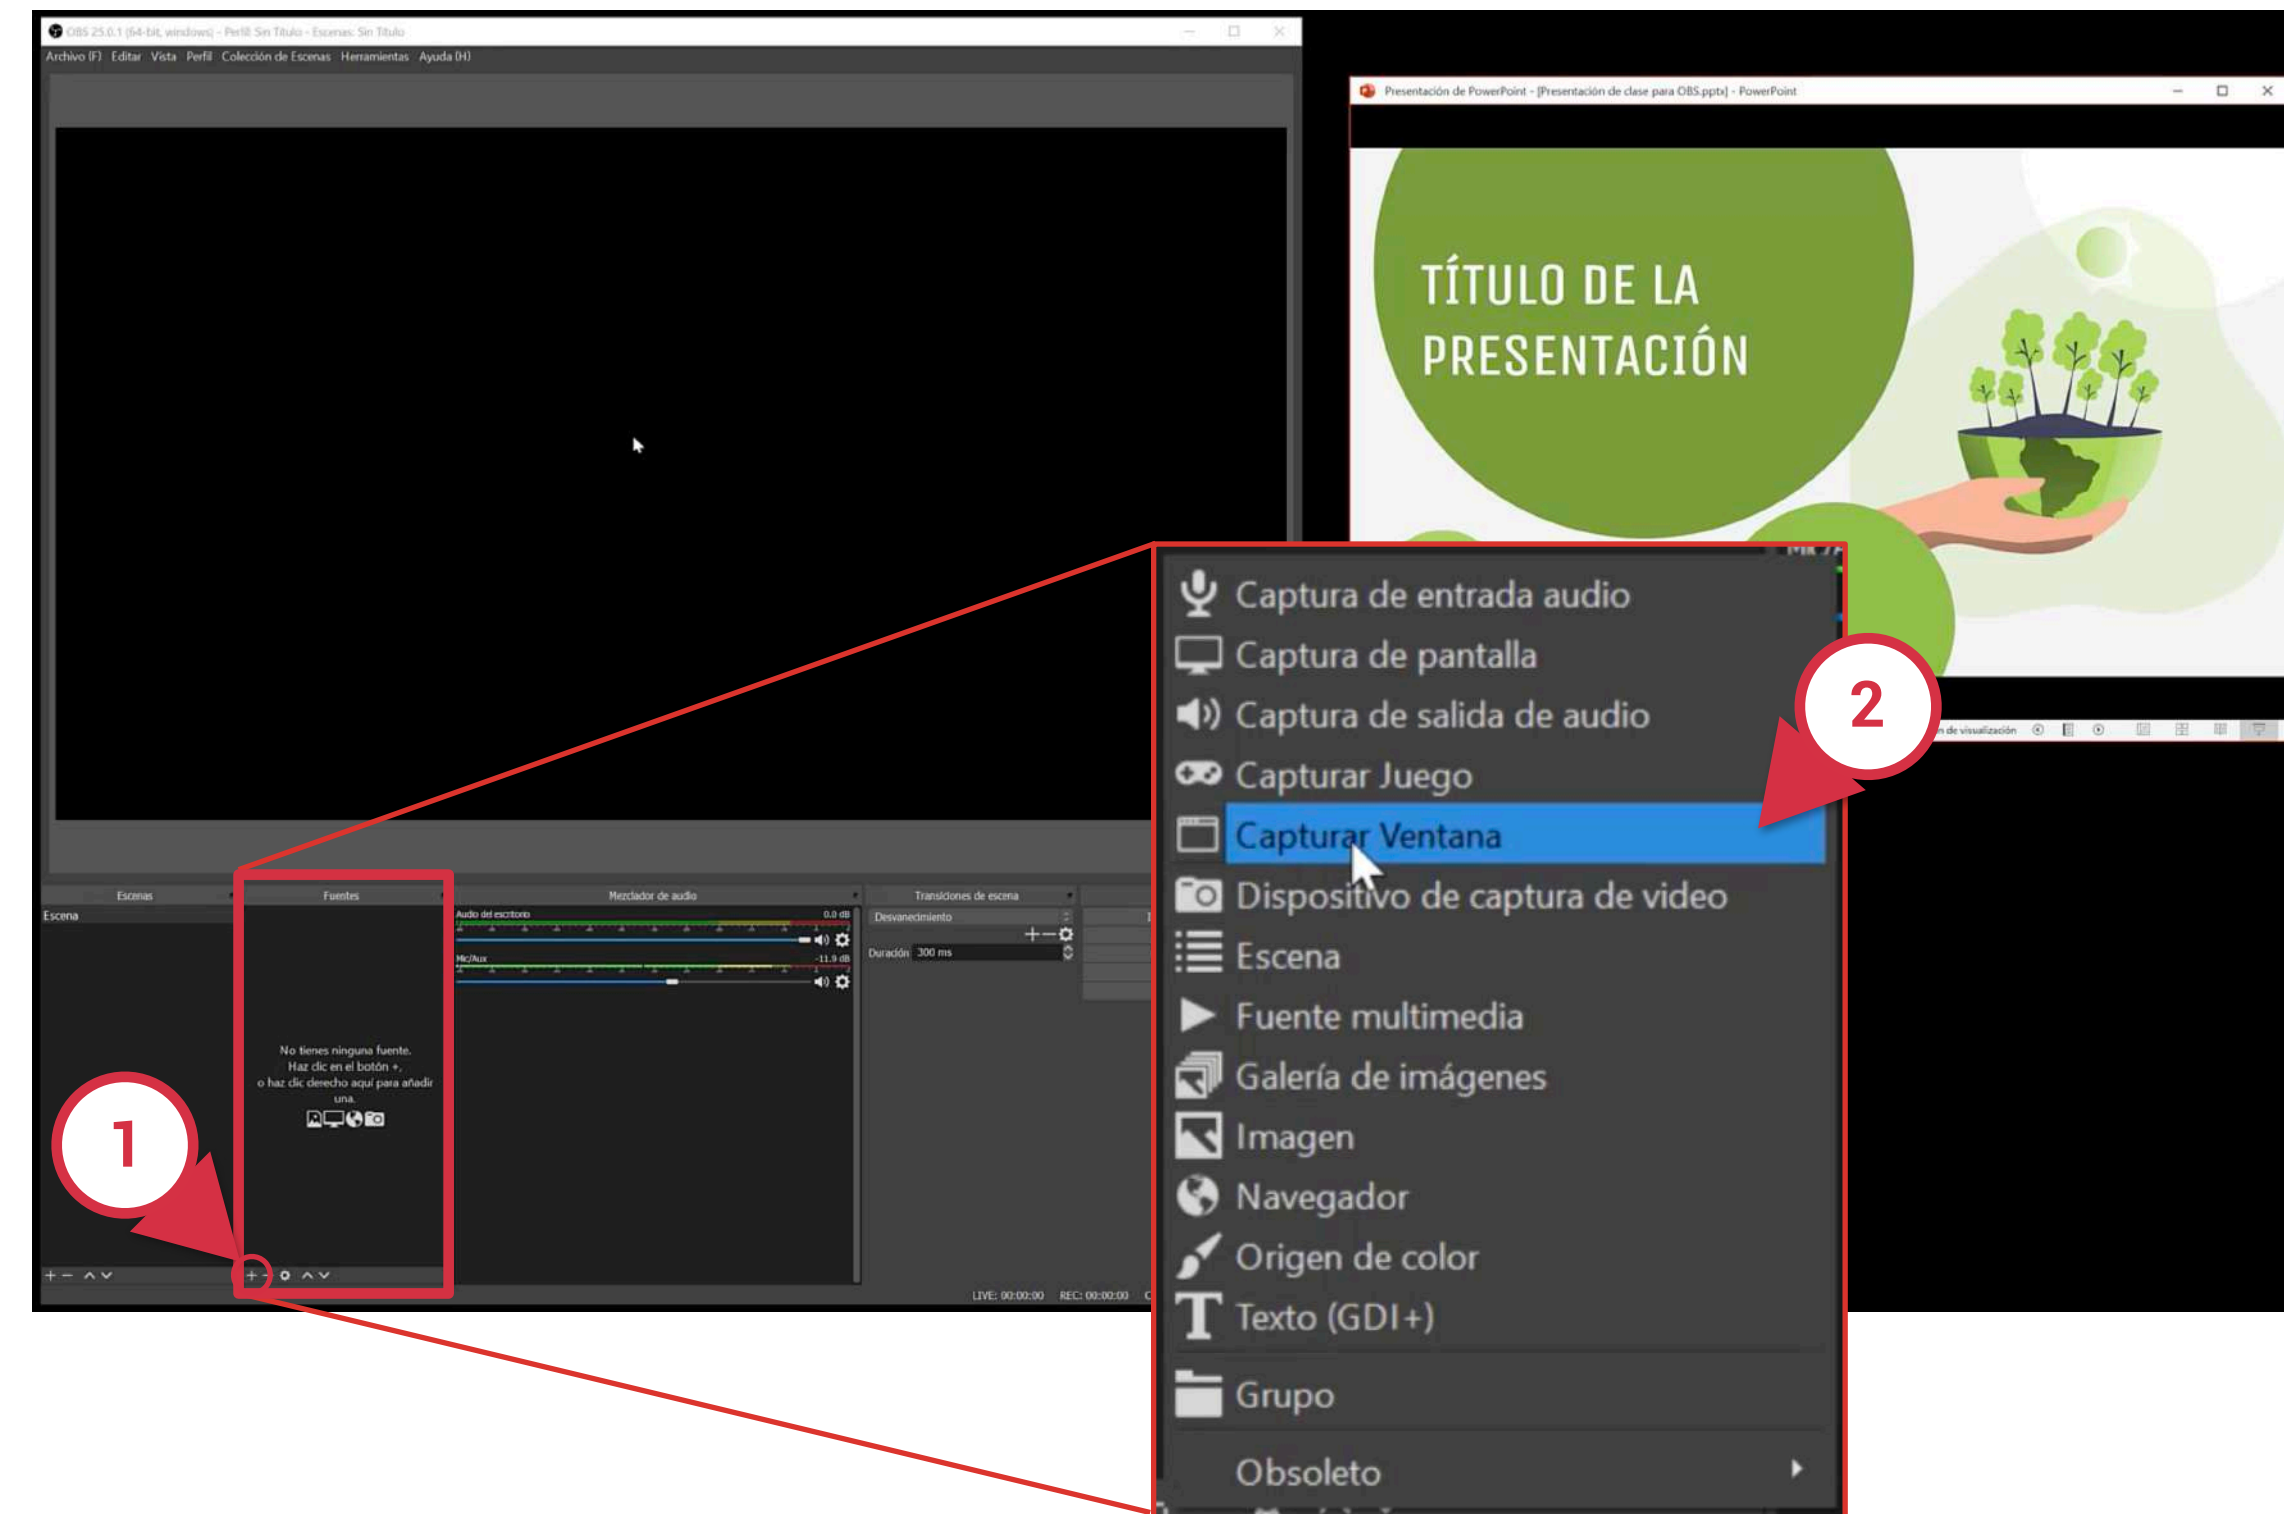 OBS 25.0.1 (64-bit, windows) - Perfil: Sin Título - Escenas: Sin Título
Archivo (F) Editar Vista Perfil Colección de Escenas Herramientas Ayuda (H)
Presentación de PowerPoint - [Presentación de clase para OBS.pptx] - PowerPoint
TÍTULO DE LA
PRESENTACIÓN
Captura de entrada audio
Captura de pantalla
Captura de salida de audio
Capturar Juego
Capturar Ventana
Dispositivo de captura de video
Escena
Fuente multimedia
Galería de imágenes
Imagen
Navegador
Origen de color
Texto (GDI+)
Grupo
Obsoleto
2
de visualización
Escenas
Escena
Fuentes
No tienes ninguna fuente.
Haz clic en el botón +,
o haz clic derecho aquí para añadir
una.
1
Mezclador de audio
Audio del escritorio 0.0 dB
Mic/Aux -11.9 dB
Transiciones de escena
Desvanecimiento
Duración 300 ms
LIVE: 00:00:00 REC: 00:00:00